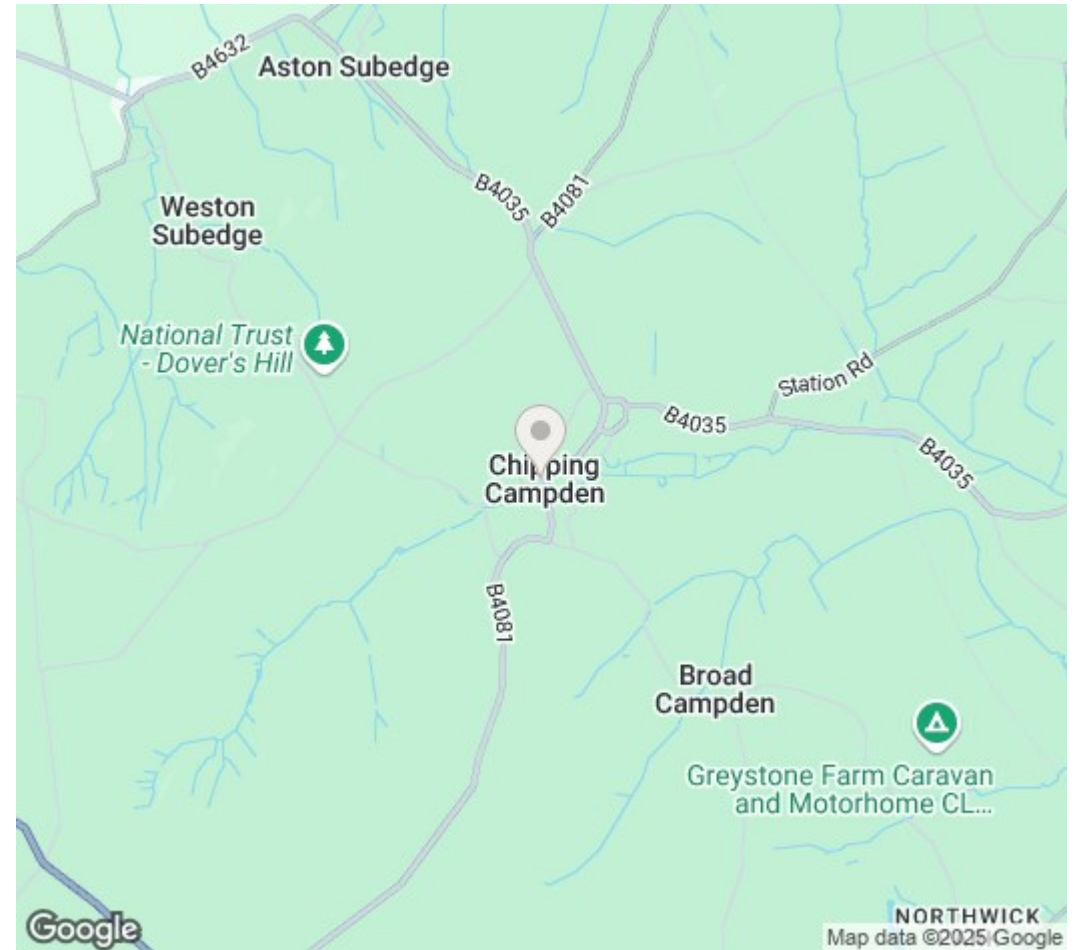 B4632
Aston Subedge
B4035
B4081
Weston
Subedge
National Trust
- Dover's Hill
Station Rd
B4035
B4035
Chipping
Campden
B4081
Broad
Campden
Greystone Farm Caravan
and Motorhome CL...
NORTHWICK
Google
Map data ©2025 Google